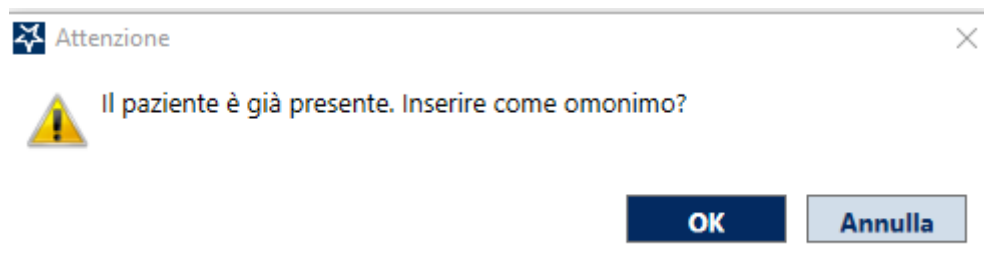 Attenzione
Il paziente è già presente. Inserire come omonimo?
OK
Annulla